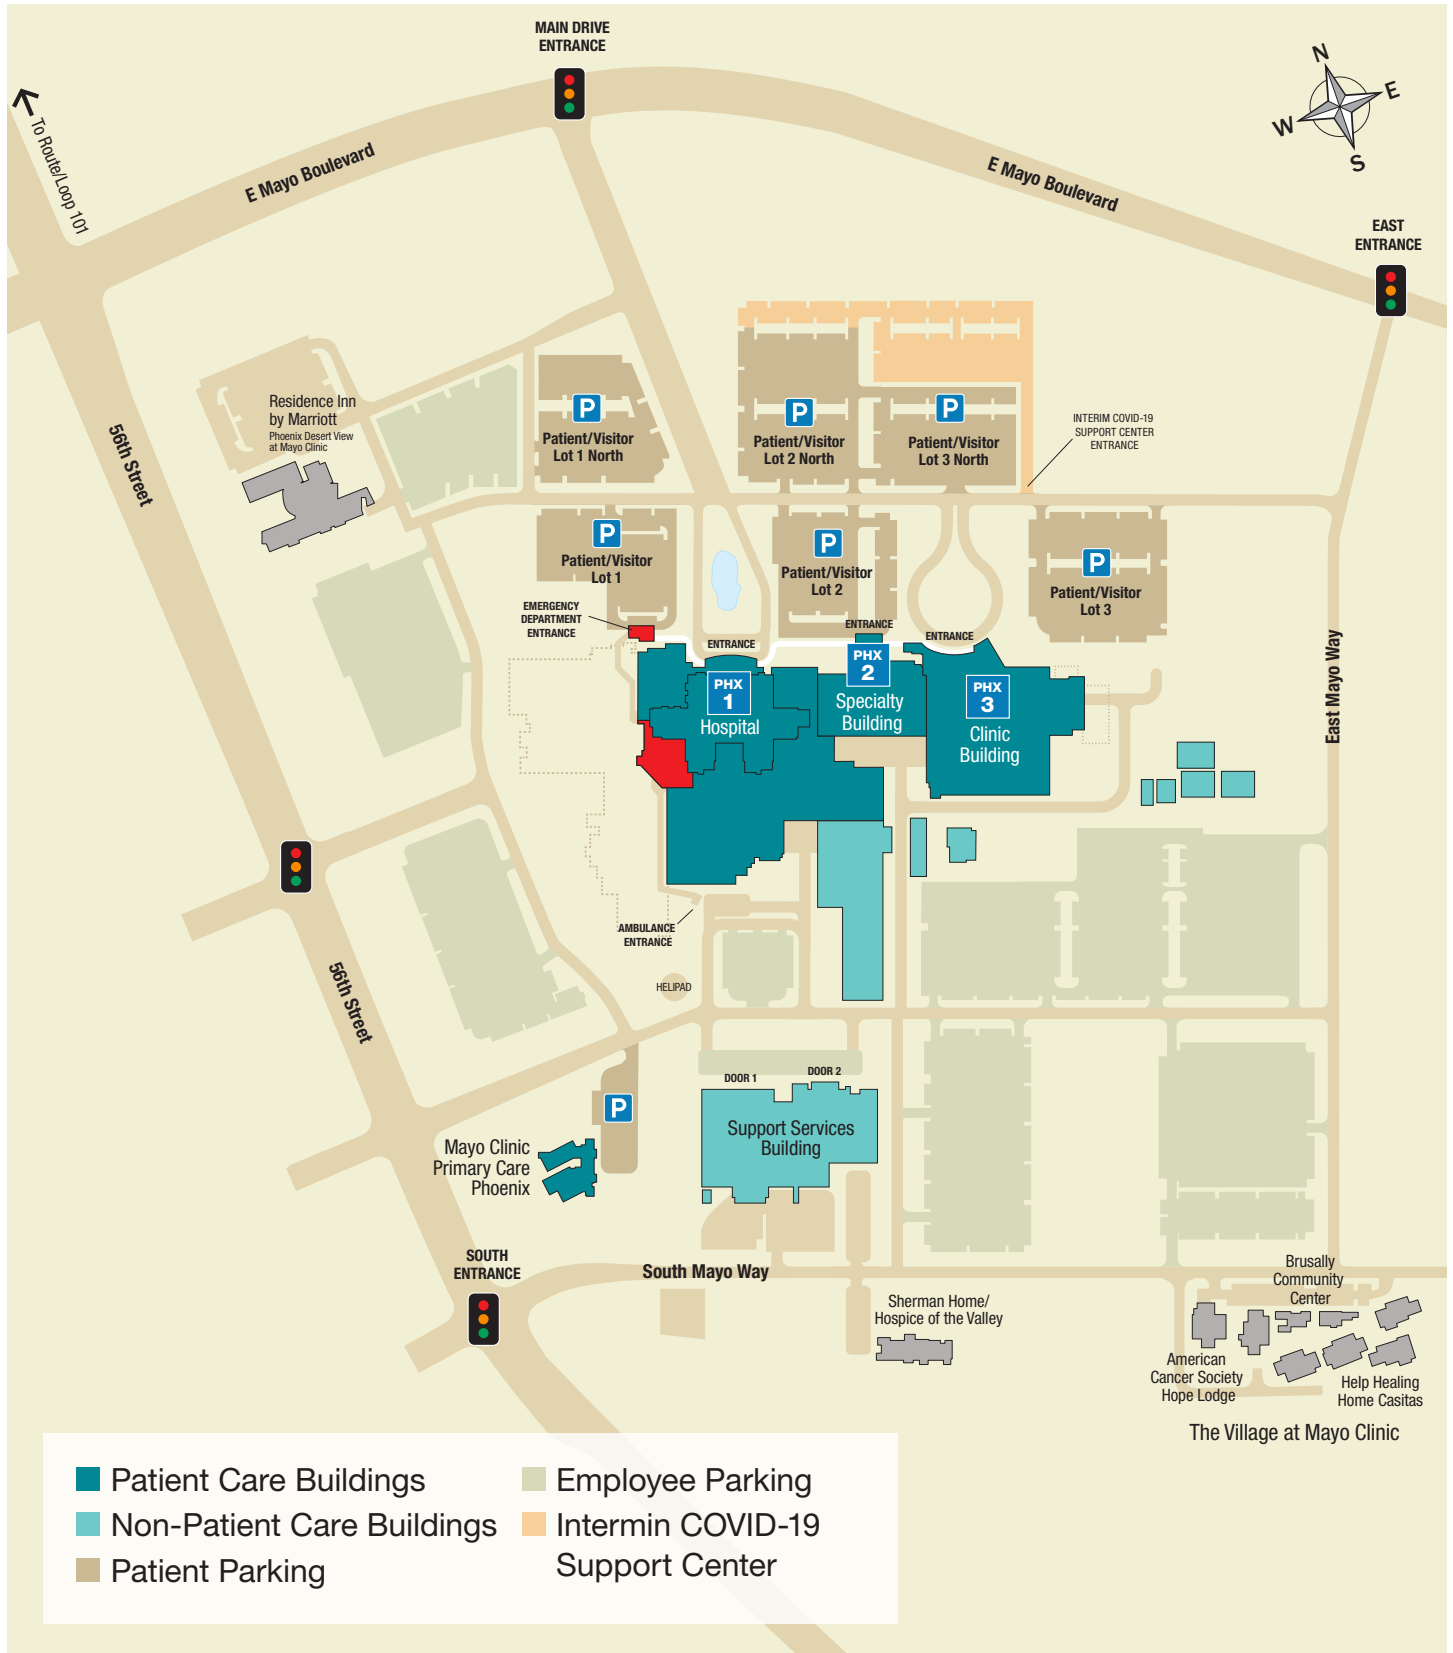 MAIN DRIVE
ENTRANCE
N
E
W
S
To Route/Loop 101
E Mayo Boulevard
E Mayo Boulevard
EAST
ENTRANCE
Residence Inn
by Marriott
Phoenix Desert View
at Mayo Clinic
56th Street
P
Patient/Visitor
Lot 1 North
P
Patient/Visitor
Lot 2 North
P
Patient/Visitor
Lot 3 North
INTERIM COVID-19
SUPPORT CENTER
ENTRANCE
P
Patient/Visitor
Lot 1
P
Patient/Visitor
Lot 2
P
Patient/Visitor
Lot 3
EMERGENCY
DEPARTMENT
ENTRANCE
ENTRANCE
ENTRANCE
ENTRANCE
PHX
1
Hospital
PHX
2
Specialty
Building
PHX
3
Clinic
Building
East Mayo Way
AMBULANCE
ENTRANCE
HELIPAD
56th Street
DOOR 1
DOOR 2
Support Services
Building
P
Mayo Clinic
Primary Care
Phoenix
SOUTH
ENTRANCE
South Mayo Way
Sherman Home/
Hospice of the Valley
Brusally
Community
Center
American
Cancer Society
Hope Lodge
Help Healing
Home Casitas
The Village at Mayo Clinic
Patient Care Buildings
Non-Patient Care Buildings
Patient Parking
Employee Parking
Intermin COVID-19
Support Center